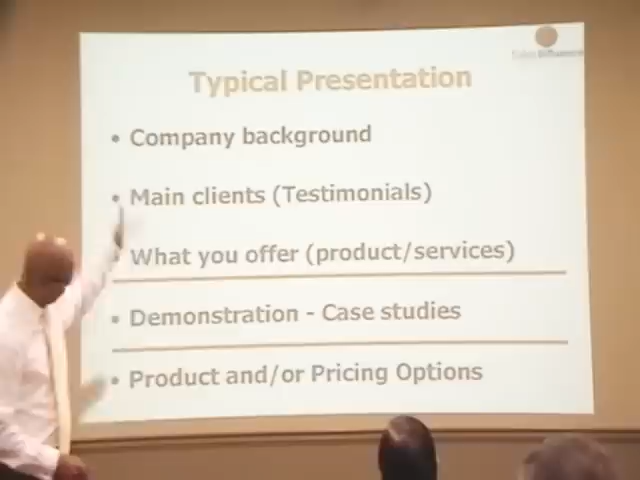 Typical Presentation
• Company background
• Main clients (Testimonials)
• What you offer (product/services)
• Demonstration - Case studies
• Product and/or Pricing Options